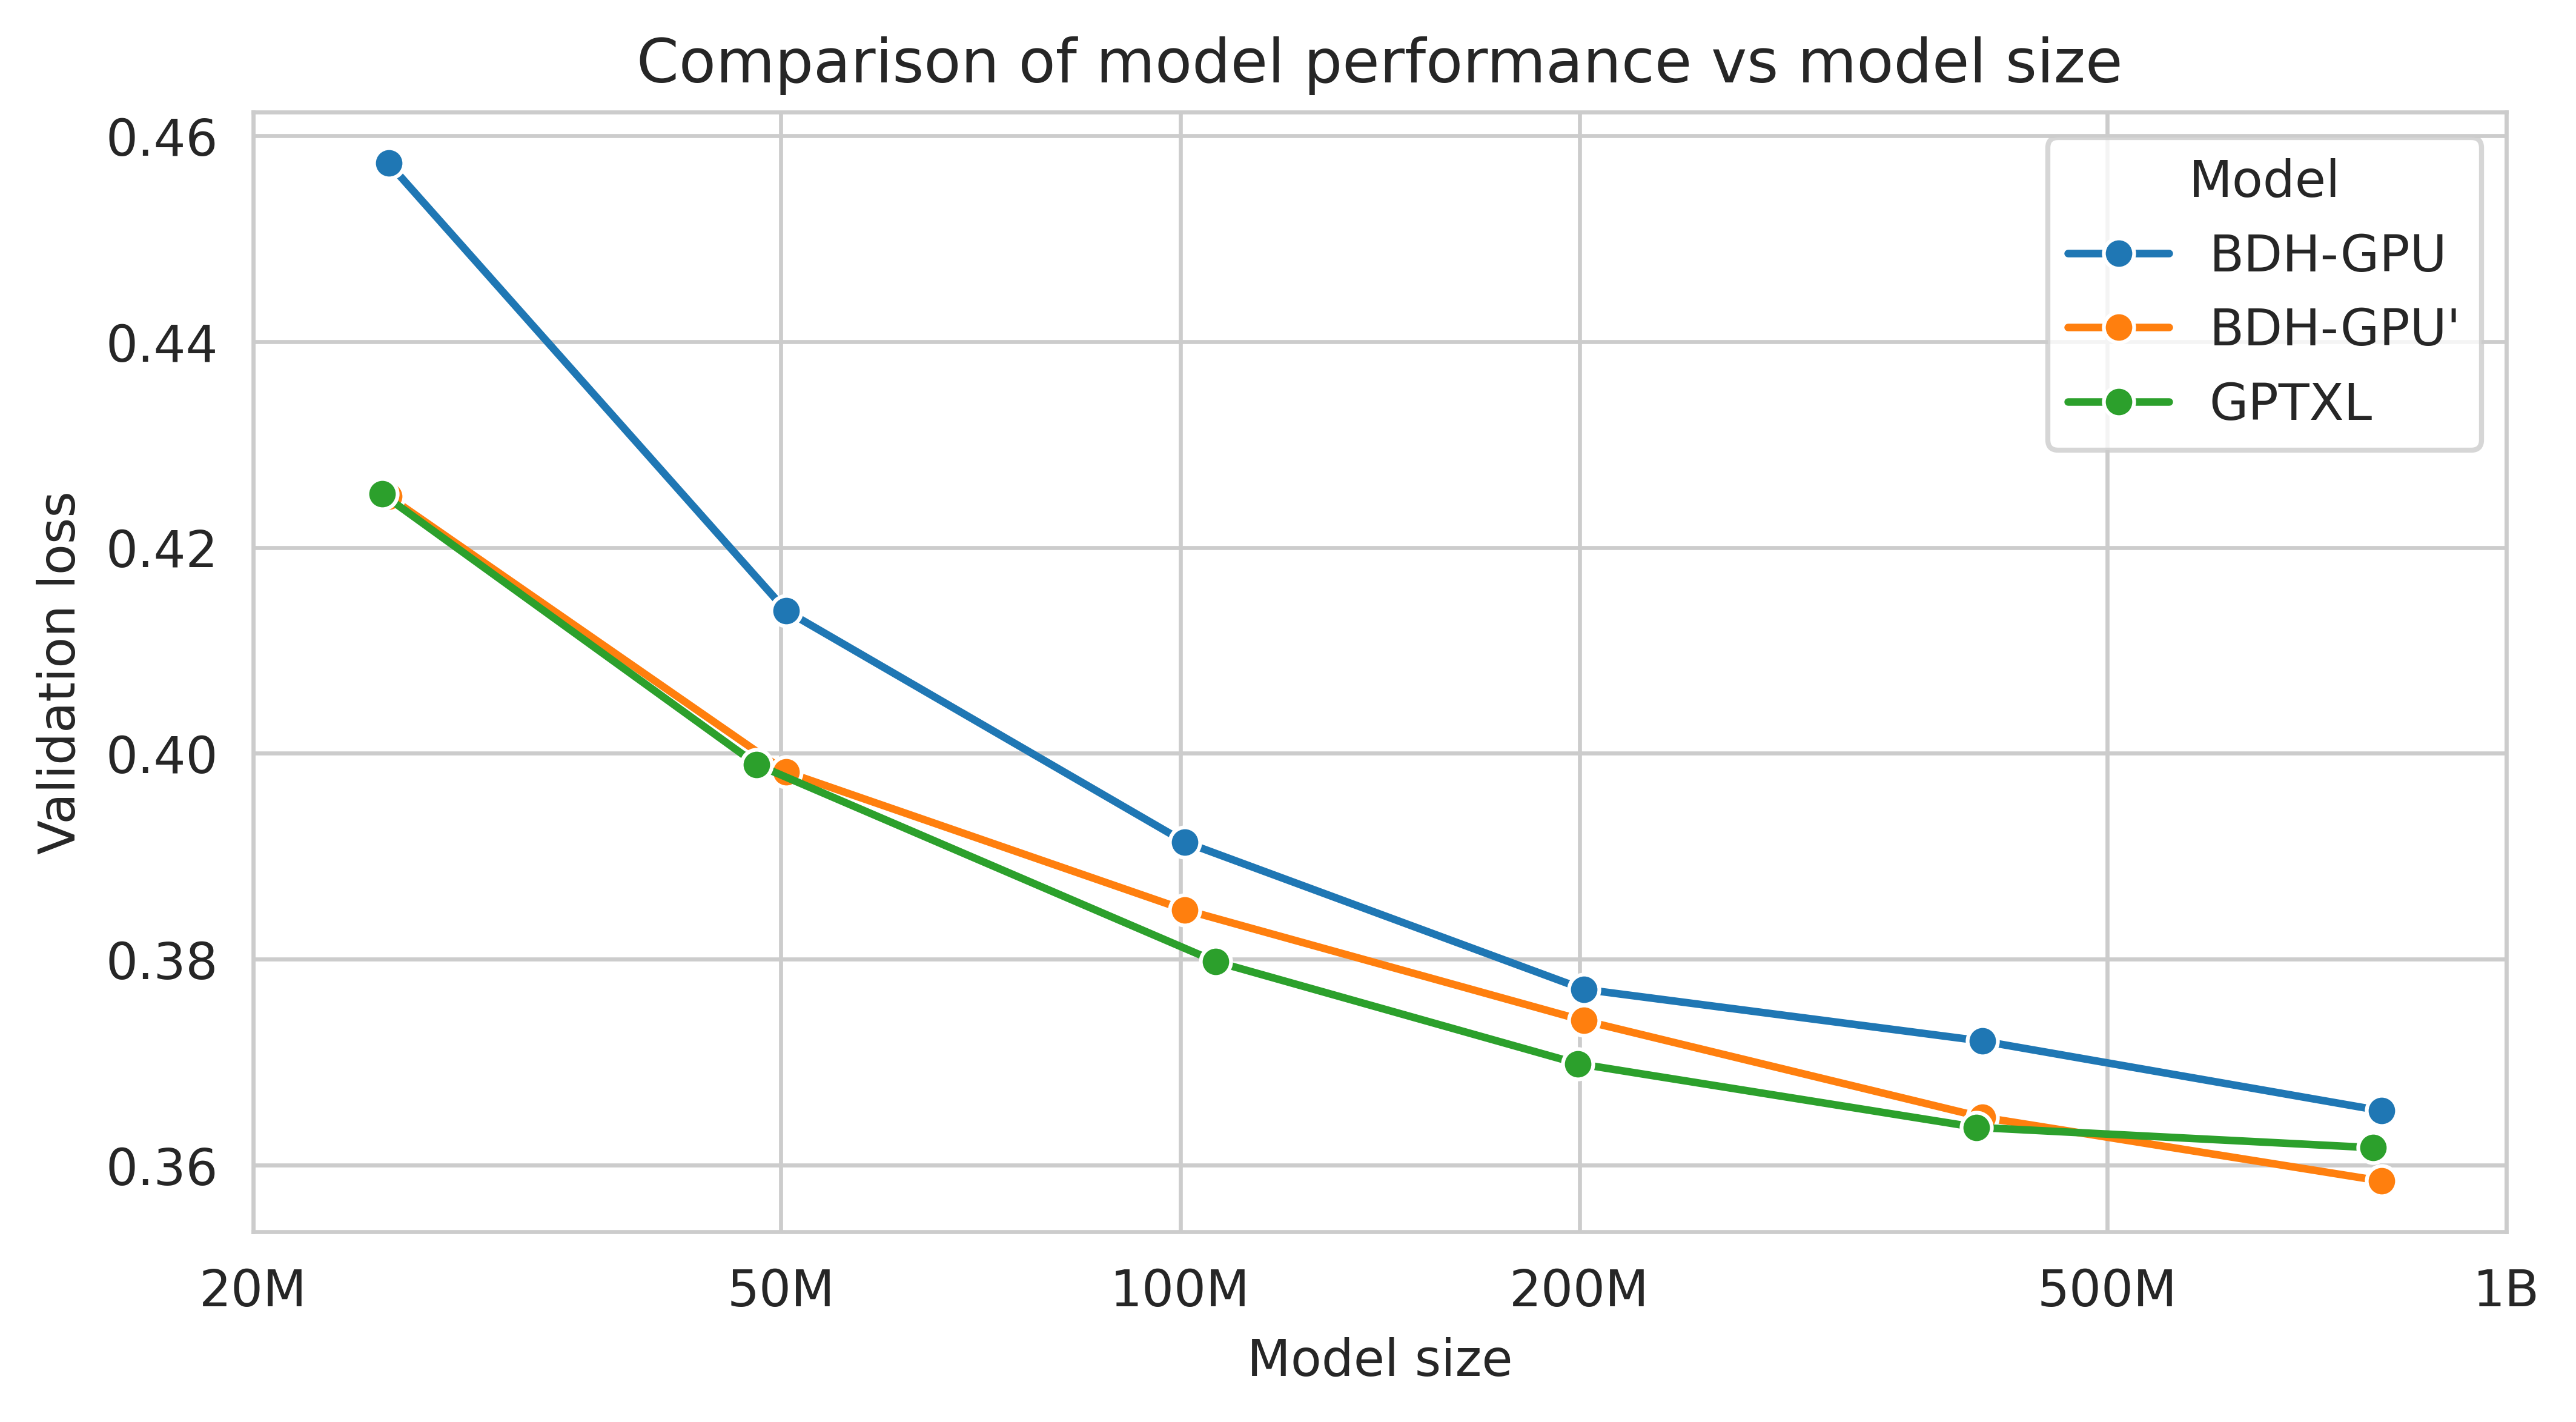 Comparison of model performance vs model size
0.46
0.44
0.42
0.40
0.38
0.36
Validation loss
Model
BDH-GPU
BDH-GPU'
GPTXL
20M 50M 100M 200M 500M 1B
Model size